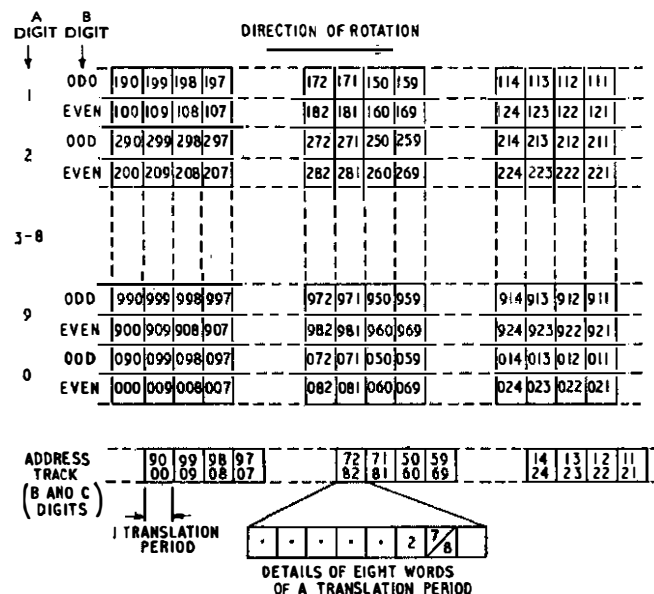 A B
DIGIT DIGIT DIRECTION OF ROTATION
1 ODD 190 199 198 197 172 171 150 159 114 113 112 111
EVEN 100 109 108 107 182 181 160 169 124 123 122 121
2 OOD 290 299 298 297 272 271 250 259 214 213 212 211
EVEN 200 209 208 207 282 281 260 269 224 223 222 221
3-8
9 ODD 990 999 998 997 972 971 950 959 914 913 912 911
EVEN 900 909 908 907 982 981 960 969 924 923 922 921
0 OOD 090 099 098 097 072 071 050 059 014 013 012 011
EVEN 000 009 008 007 082 081 060 069 024 023 022 021
ADDRESS 90 99 98 97 72 71 50 59 14 13 12 11
TRACK 00 09 08 07 82 81 60 69 24 23 22 21
(B AND C
DIGITS)
1 TRANSLATION
PERIOD
. . . . . 2 7/8
DETAILS OF EIGHT WORDS
OF A TRANSLATION PERIOD